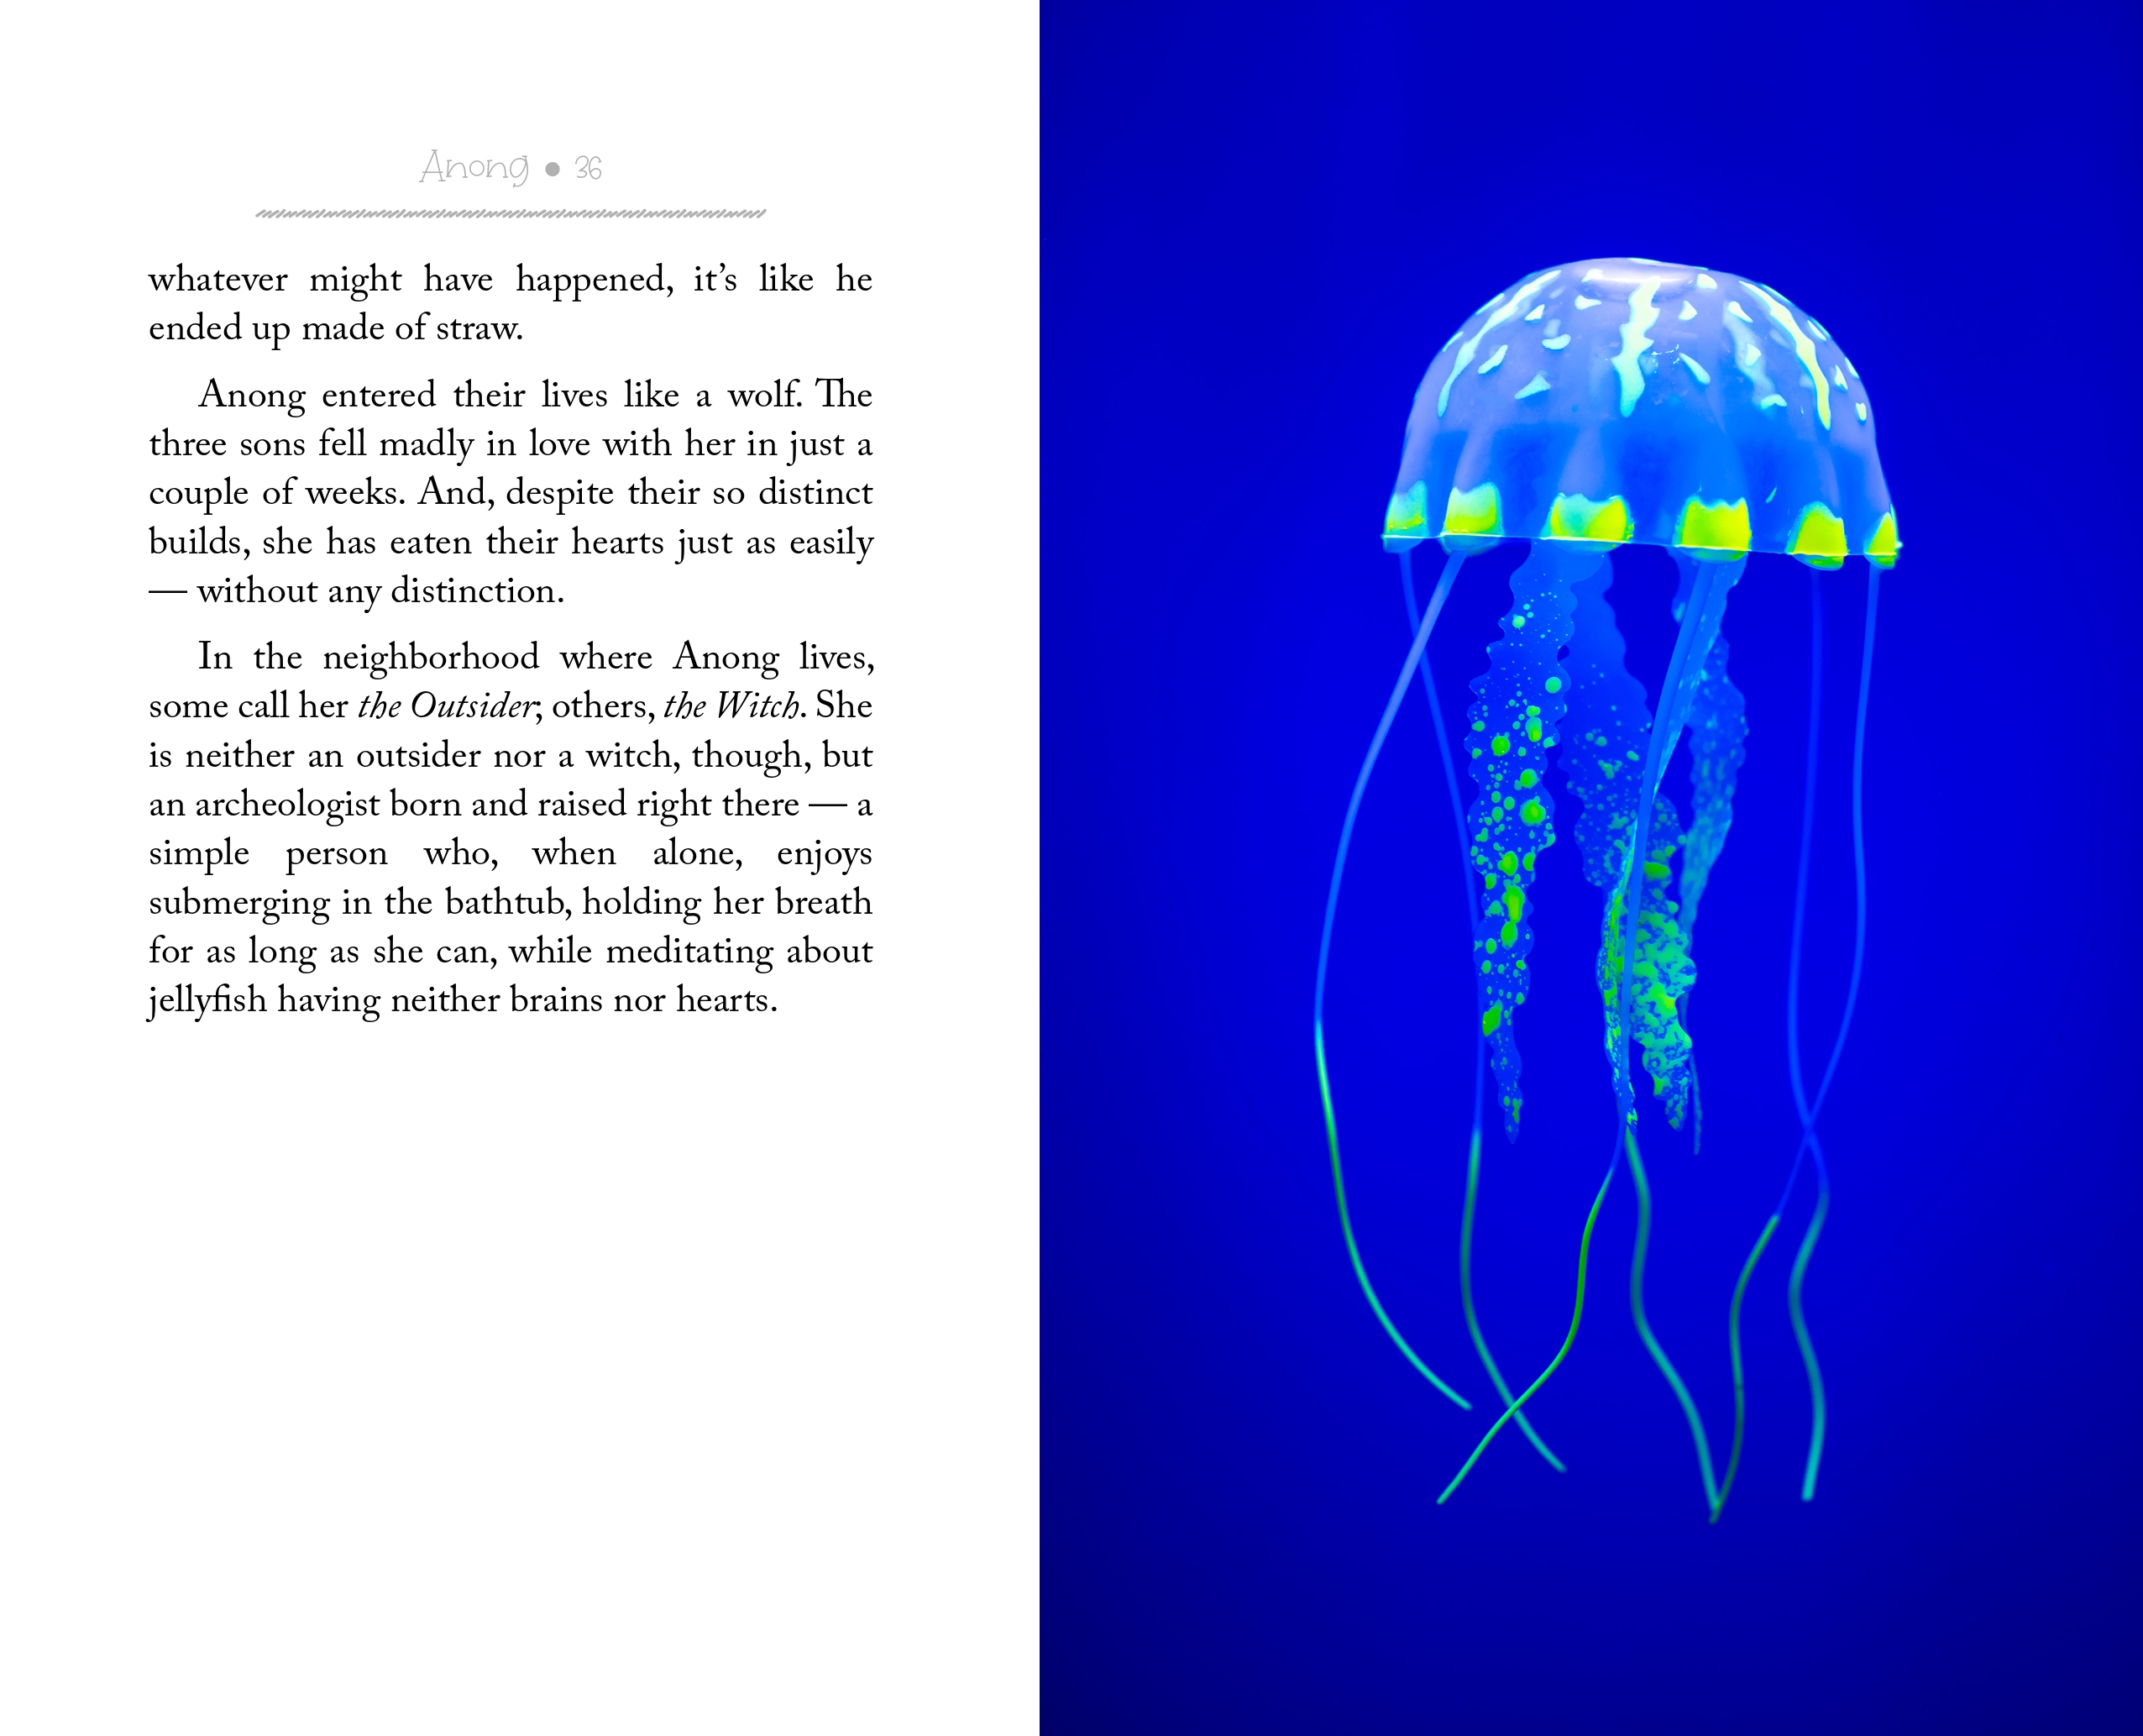 Anong • 36
whatever might have happened, it’s like he
ended up made of straw.
Anong entered their lives like a wolf. The
three sons fell madly in love with her in just a
couple of weeks. And, despite their so distinct
builds, she has eaten their hearts just as easily
— without any distinction.
In the neighborhood where Anong lives,
some call her the Outsider; others, the Witch. She
is neither an outsider nor a witch, though, but
an archeologist born and raised right there — a
simple person who, when alone, enjoys
submerging in the bathtub, holding her breath
for as long as she can, while meditating about
jellyfish having neither brains nor hearts.